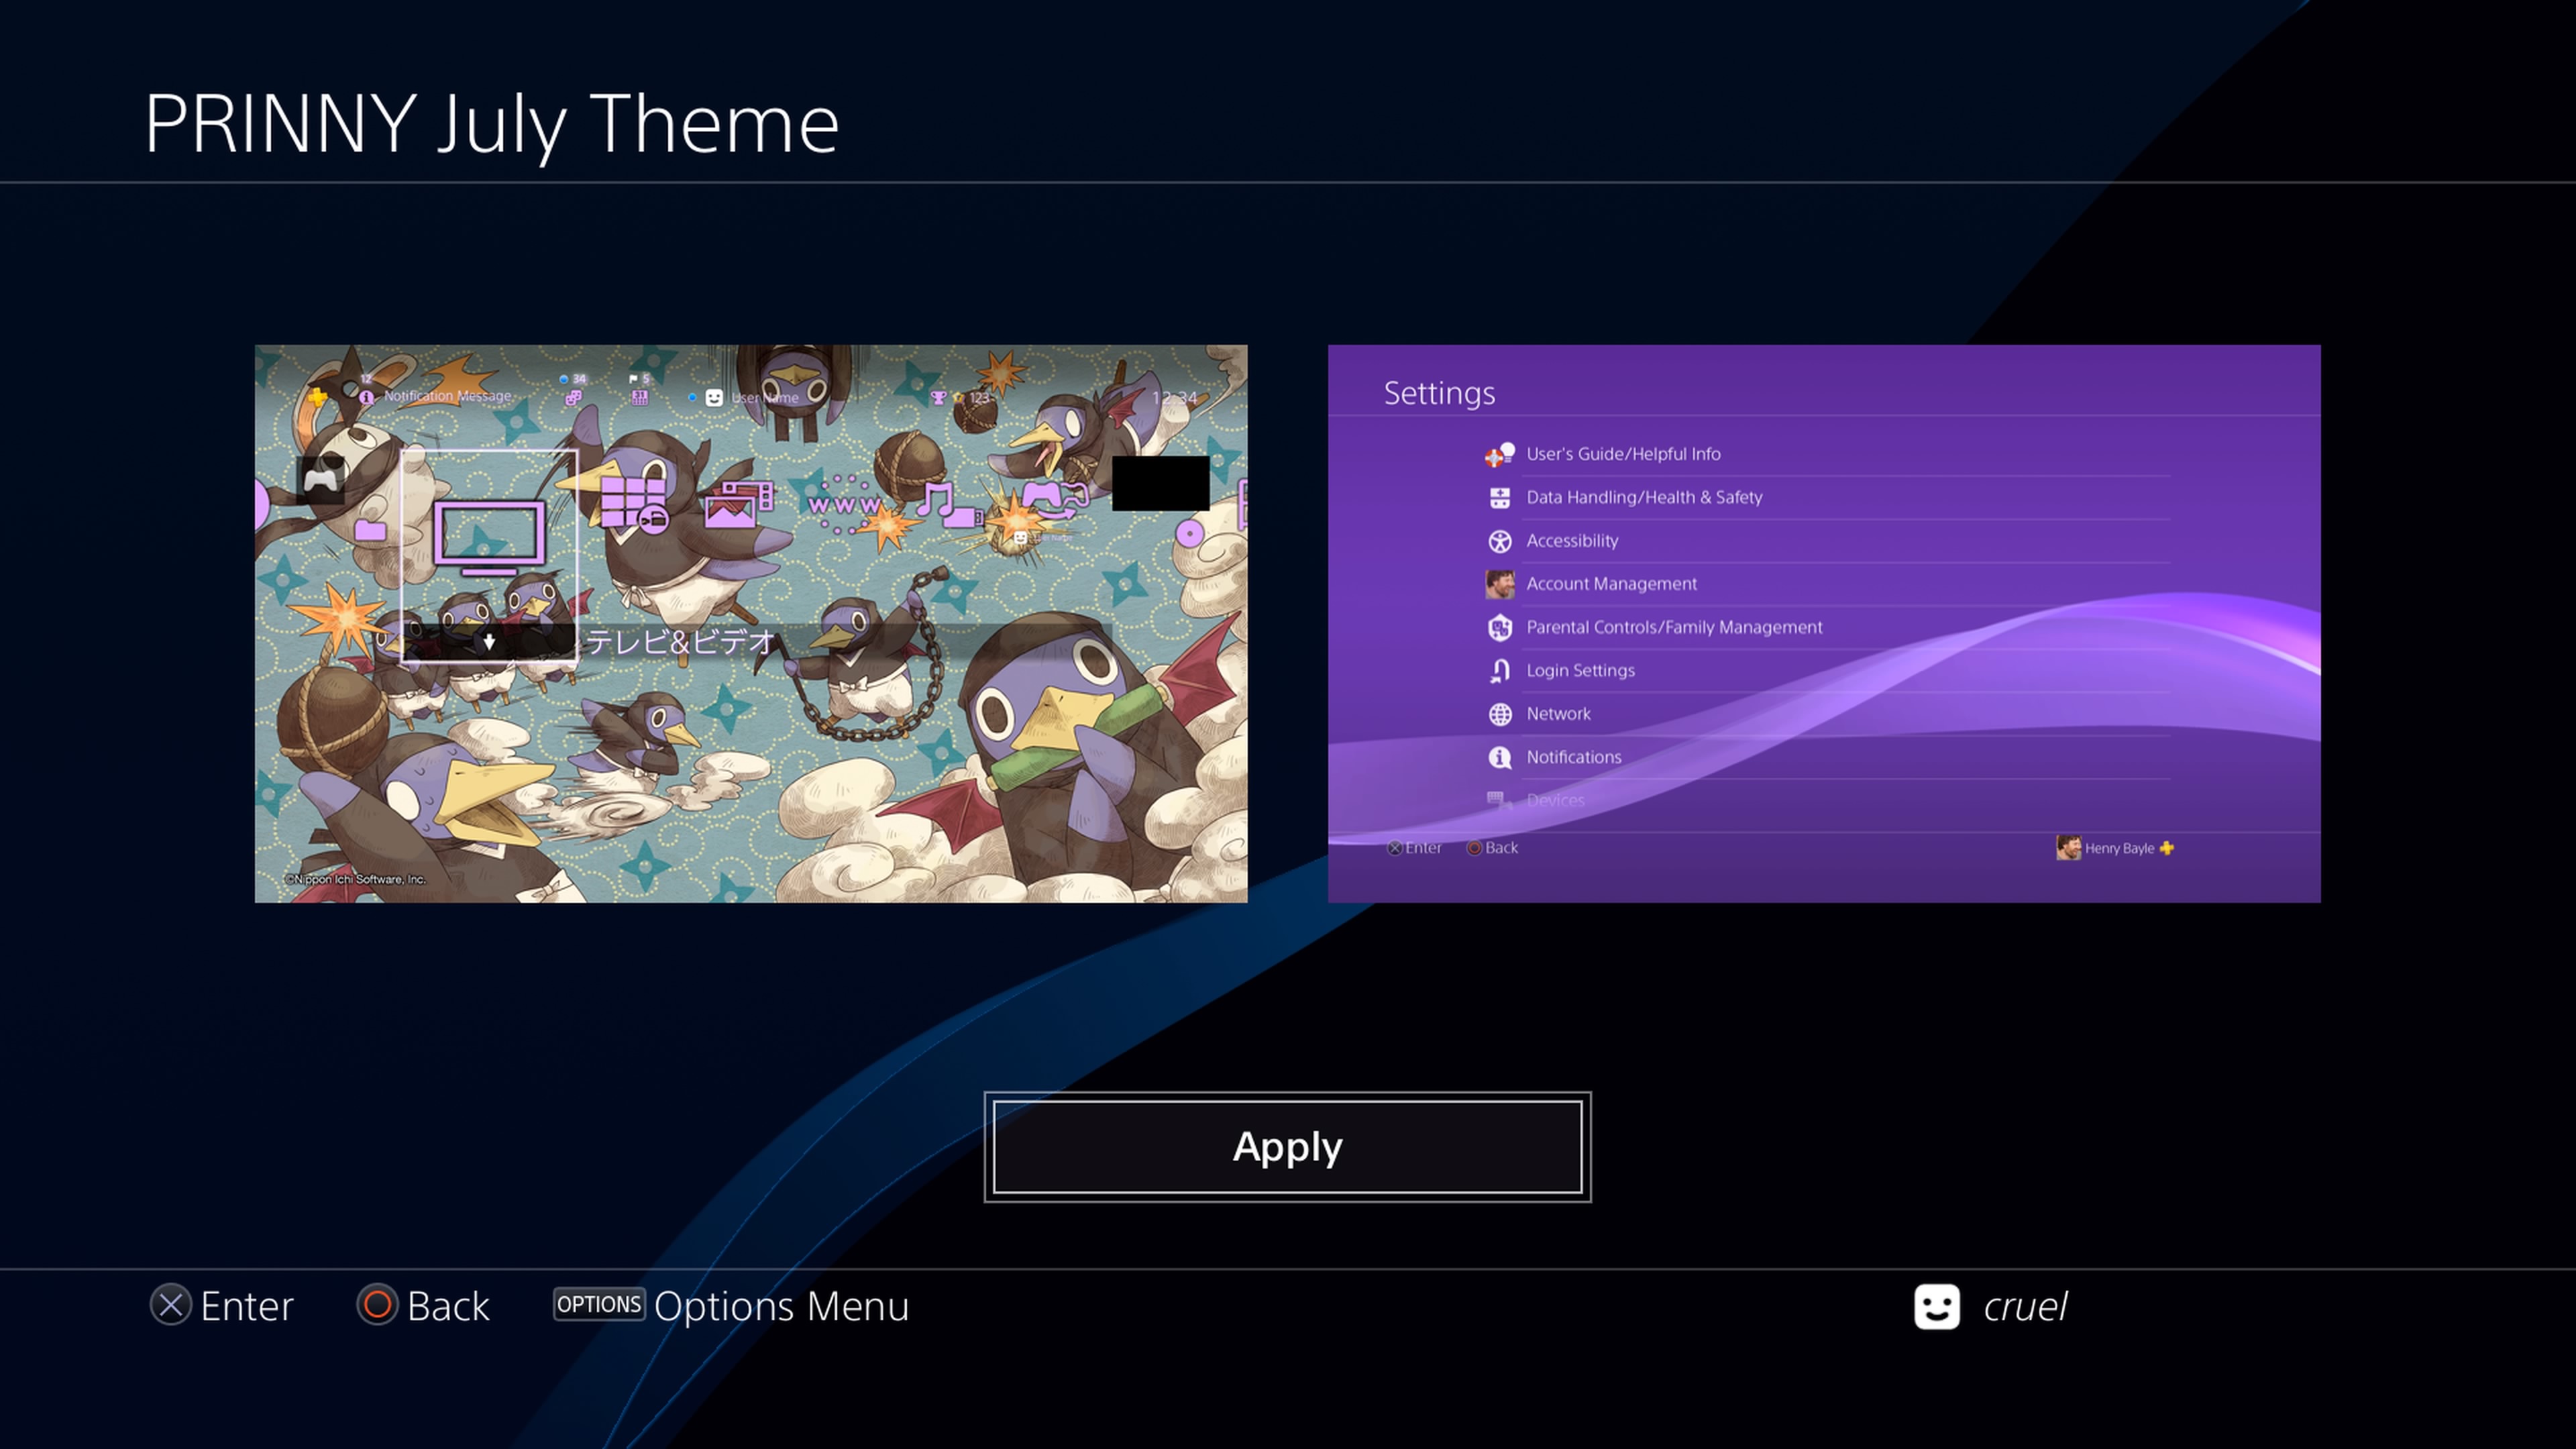 PRINNY July Theme
12
34
5
Notification Message.
31
User Name
123
12:34
www
テレビ&ビデオ
©Nippon Ichi Software, Inc.
Settings
User's Guide/Helpful Info
Data Handling/Health & Safety
Accessibility
Account Management
Parental Controls/Family Management
Login Settings
Network
Notifications
Devices
Enter
Back
Henry Bayle
Apply
Enter
Back
OPTIONS Options Menu
cruel